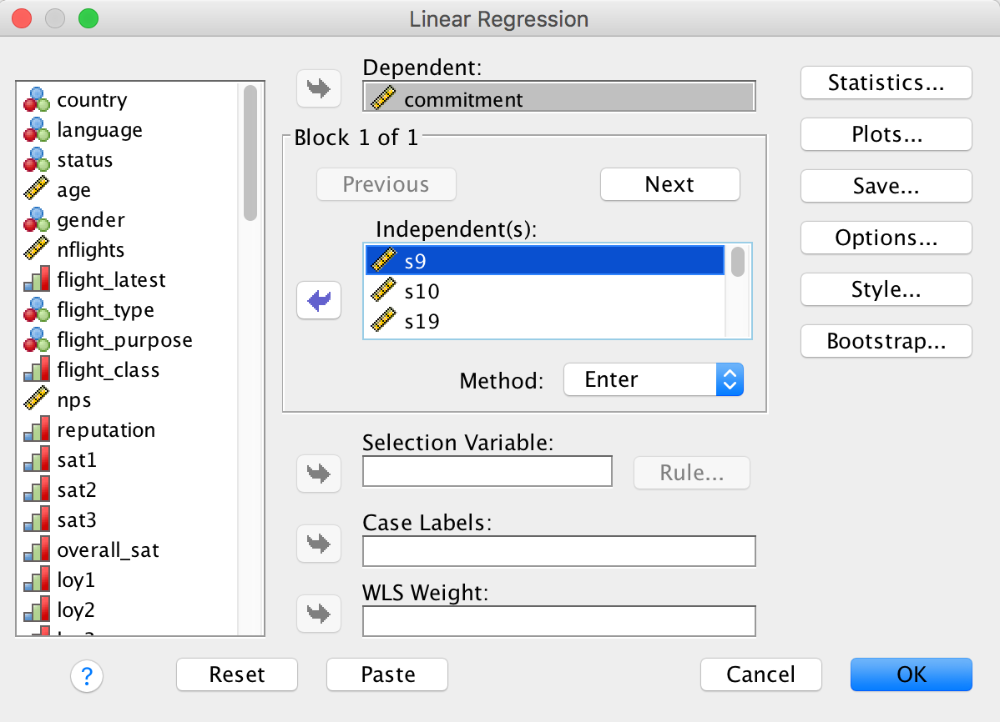 Linear Regression
country
language
status
age
gender
nflights
flight_latest
flight_type
flight_purpose
flight_class
nps
reputation
sat1
sat2
sat3
overall_sat
loy1
loy2
Dependent:
commitment
Block 1 of 1
Previous
Next
Independent(s):
s9
s10
s19
Method:
Enter
Selection Variable:
Rule...
Case Labels:
WLS Weight:
Statistics...
Plots...
Save...
Options...
Style...
Bootstrap...
?
Reset
Paste
Cancel
OK